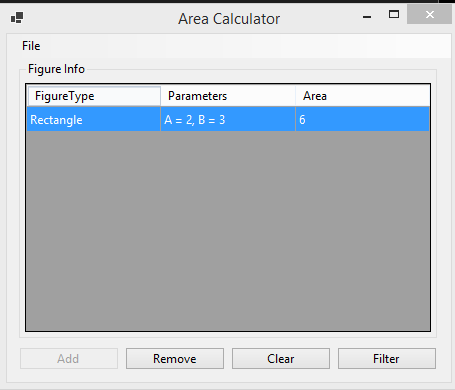 Area Calculator
File
Figure Info
FigureType Parameters Area
Rectangle A = 2, B = 3 6
Add Remove Clear Filter